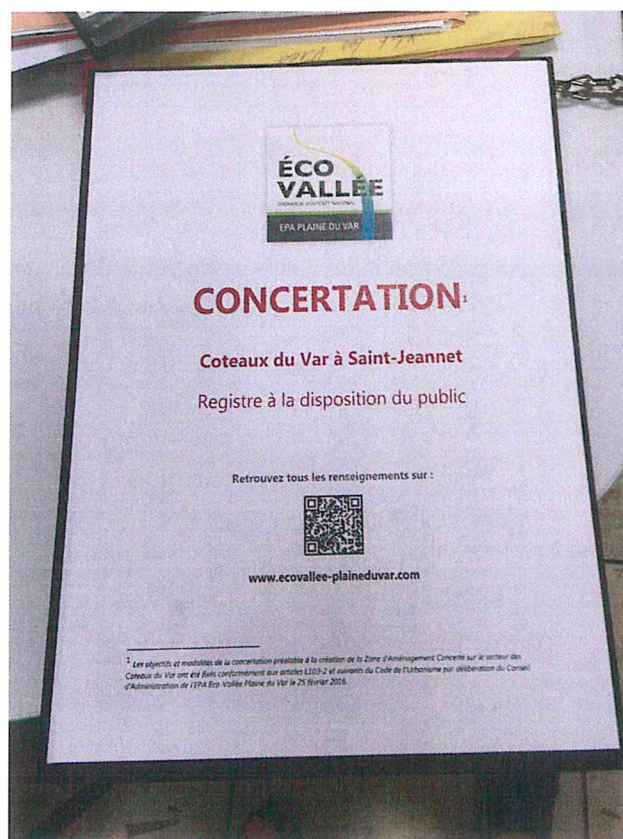 ÉCO
VALLÉE
OPÉRATION D'INTÉRÊT NATIONAL
EPA PLAINE DU VAR
CONCERTATION¹
Coteaux du Var à Saint-Jeannet
Registre à la disposition du public
Retrouvez tous les renseignements sur :
www.ecovallee-plaineduvar.com
¹ Les objectifs et modalités de la concertation préalable à la création de la Zone d'Aménagement Concerté sur le secteur des
Coteaux du Var ont été fixés conformément aux articles L103-2 et suivants du Code de l'Urbanisme par délibération du Conseil
d'Administration de l'EPA Eco-Vallée Plaine du Var le 25 février 2016.